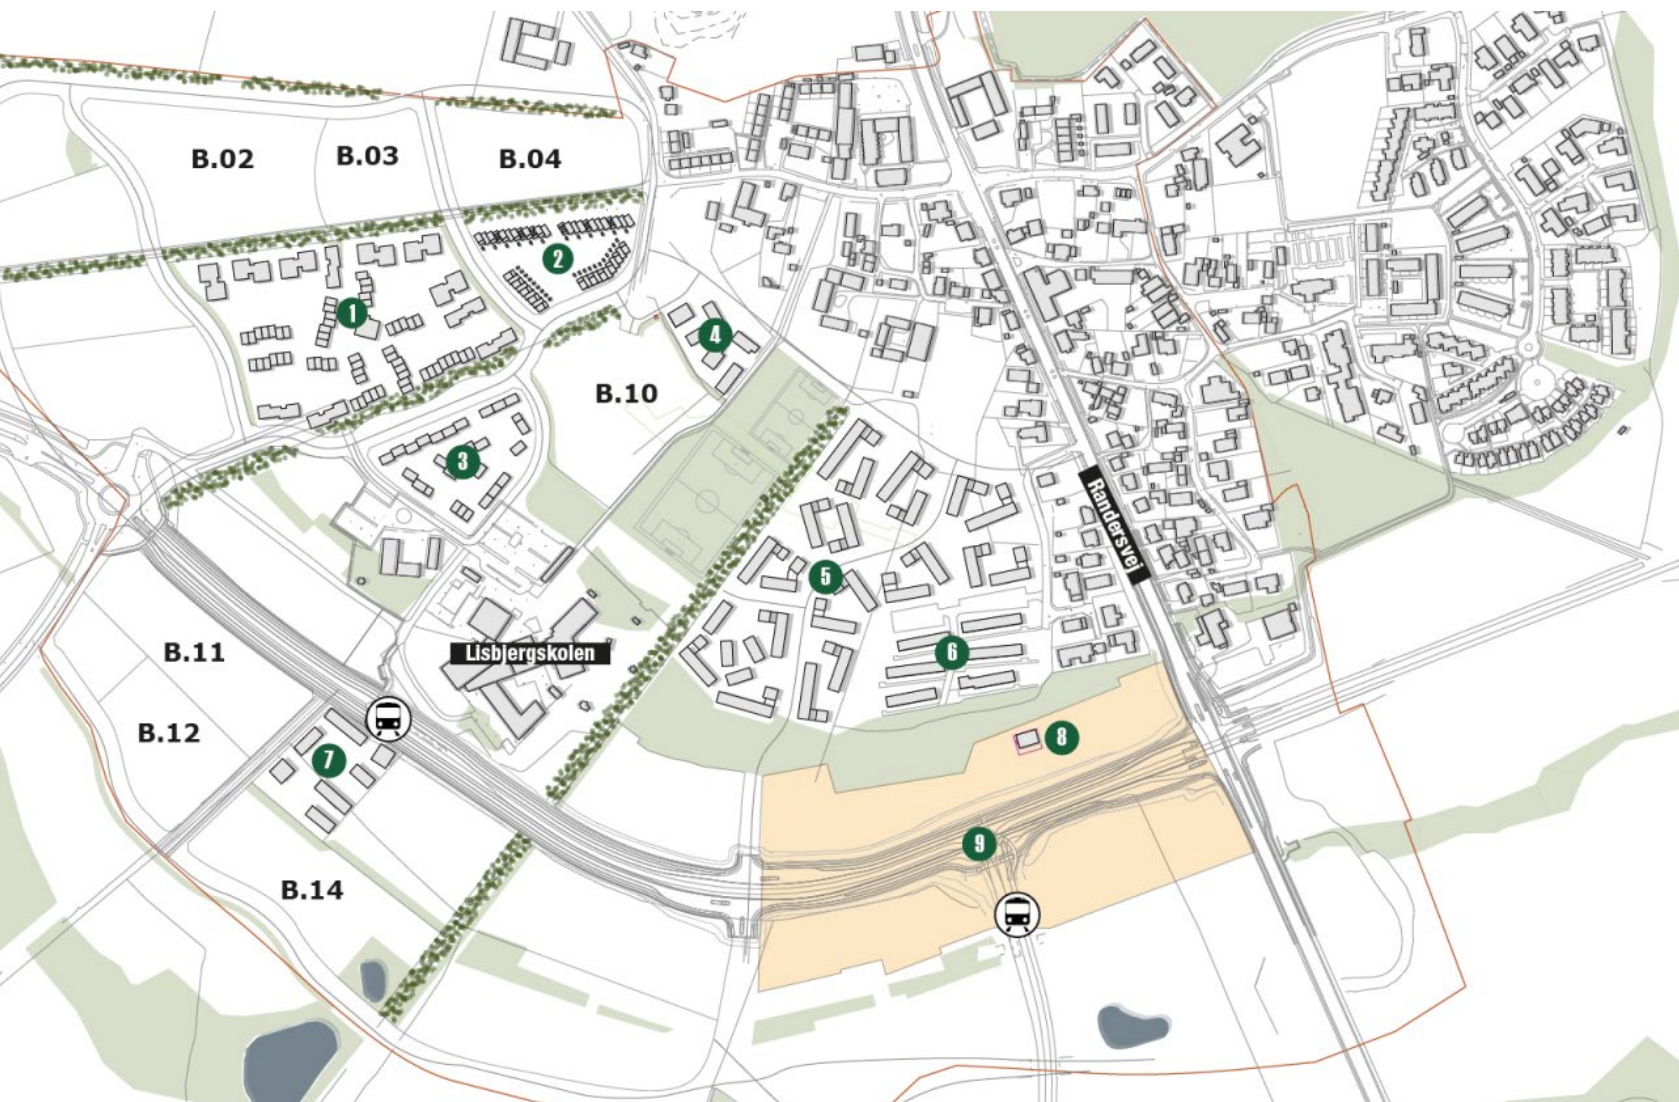 B.02
B.03
B.04
2
1
4
B.10
3
Randersvej
5
B.11
Lisbjergskolen
6
B.12
7
8
9
B.14